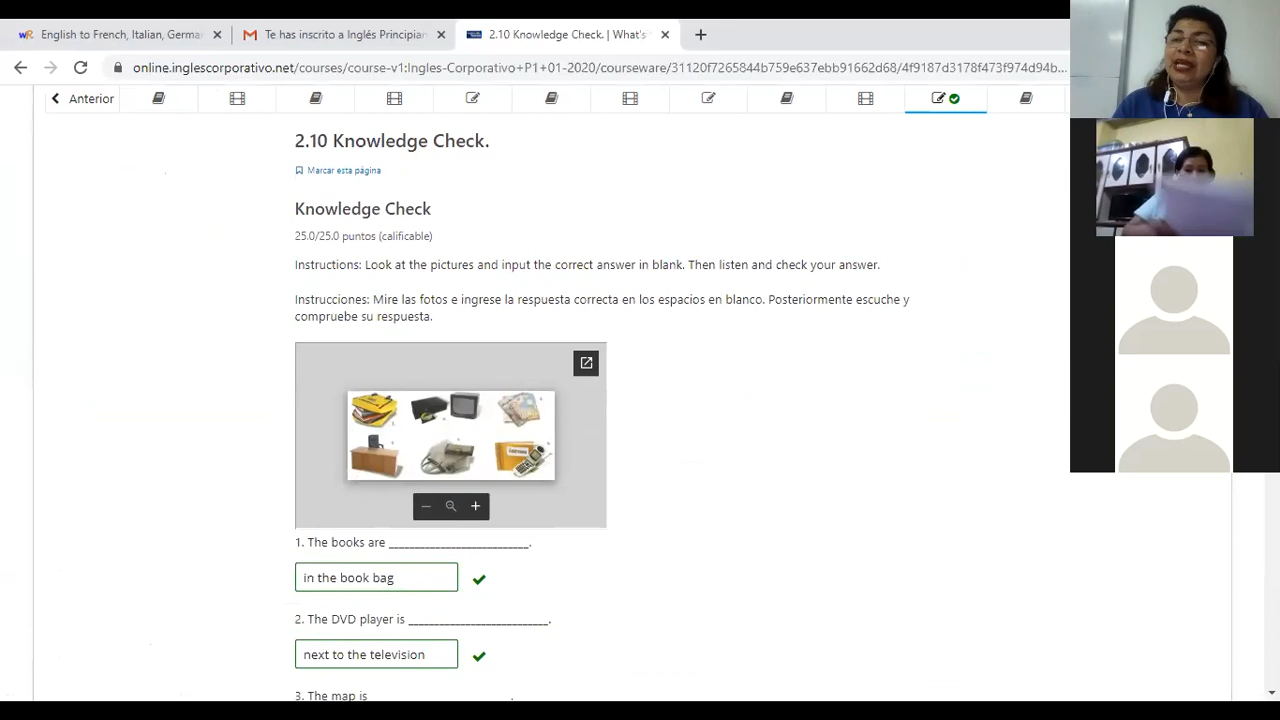 English to French, Italian, Germa
Te has inscrito a Inglés Principian
2.10 Knowledge Check. | What's
online.inglescorporativo.net/courses/course-v1:Ingles-Corporativo+P1+01-2020/courseware/31120f7265844b759e637ebb91662d68/4f9187d3178f473f974d94b...
Anterior
2.10 Knowledge Check.
Marcar esta página
Knowledge Check
25.0/25.0 puntos (calificable)
Instructions: Look at the pictures and input the correct answer in blank. Then listen and check your answer.
Instrucciones: Mire las fotos e ingrese la respuesta correcta en los espacios en blanco. Posteriormente escuche y
compruebe su respuesta.
1. The books are __________________________.
in the book bag
2. The DVD player is __________________________.
next to the television
3. The map is __________________________.